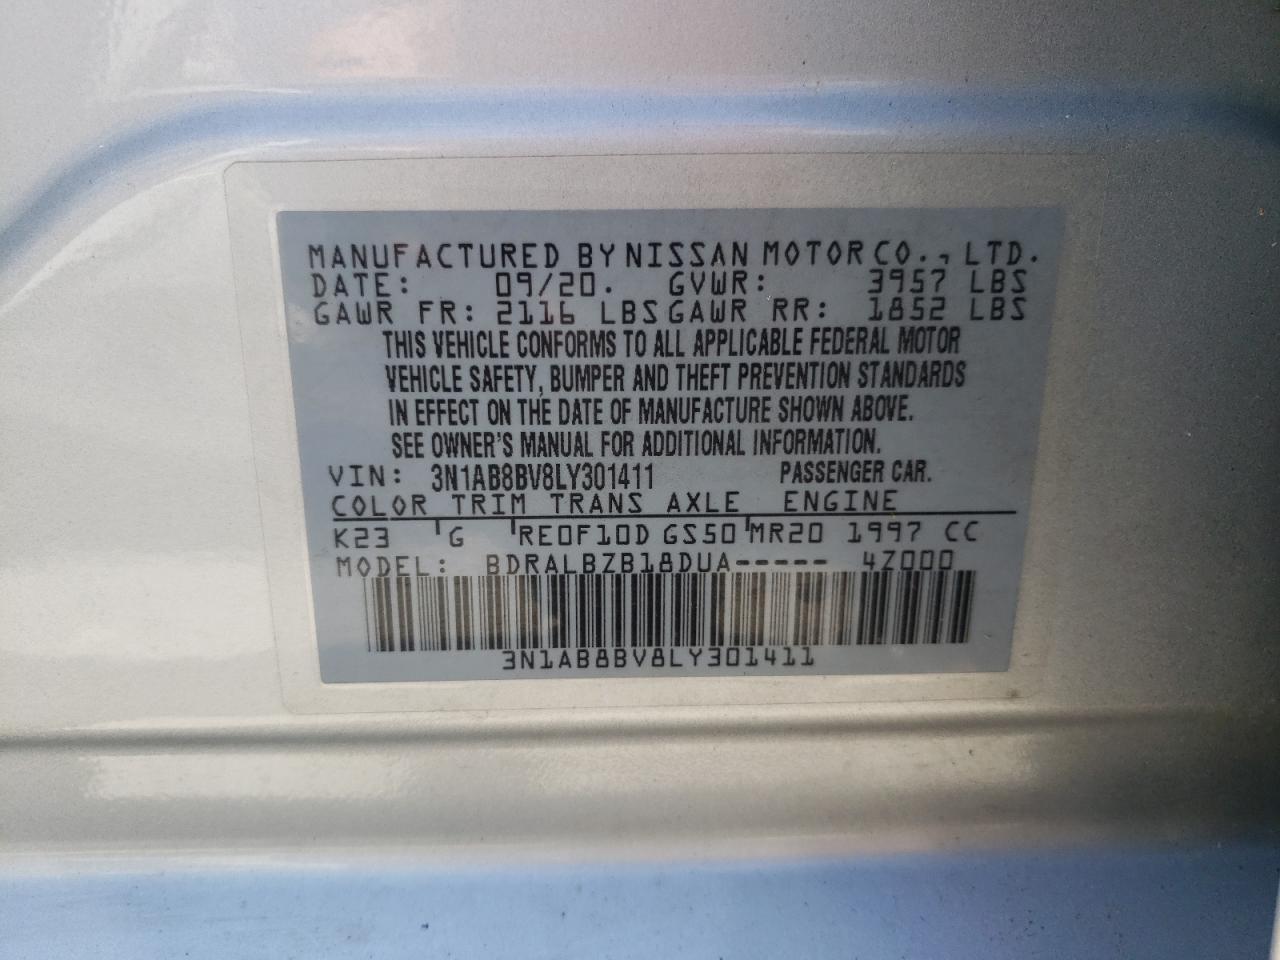 MANUFACTURED BY NISSAN MOTOR CO., LTD.
DATE: 09/20. GVWR: 3957 LBS
GAWR FR: 2116 LBS GAWR RR: 1852 LBS
THIS VEHICLE CONFORMS TO ALL APPLICABLE FEDERAL MOTOR
VEHICLE SAFETY, BUMPER AND THEFT PREVENTION STANDARDS
IN EFFECT ON THE DATE OF MANUFACTURE SHOWN ABOVE.
SEE OWNER'S MANUAL FOR ADDITIONAL INFORMATION.
VIN: 3N1AB8BV8LY301411 PASSENGER CAR.
COLOR TRIM TRANS AXLE ENGINE
K23 G RE0F10D GS50 MR20 1997 CC
MODEL: BDRALBZB18DUA----- 4Z000
3N1AB8BV8LY301411